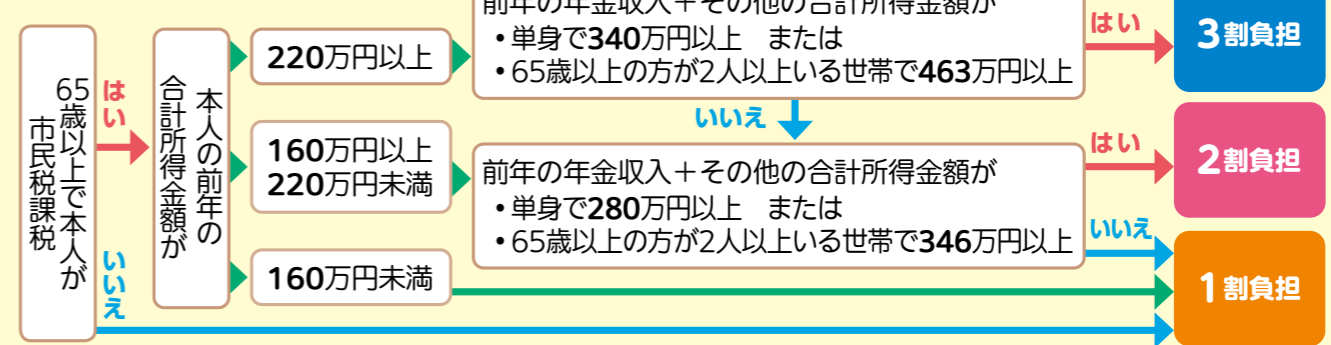 65歳以上で本人が
市民税課税
はい
いいえ
本人の前年の
合計所得金額が
220万円以上
160万円以上
220万円未満
160万円未満
前年の年金収入＋その他の合計所得金額が
•単身で340万円以上　または
•65歳以上の方が2人以上いる世帯で463万円以上
はい
3割負担
いいえ
前年の年金収入＋その他の合計所得金額が
•単身で280万円以上　または
•65歳以上の方が2人以上いる世帯で346万円以上
はい
2割負担
いいえ
1割負担